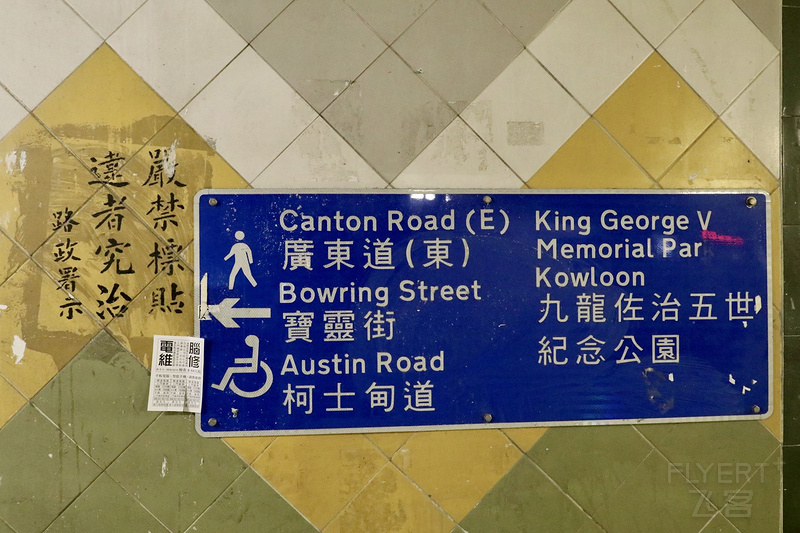 嚴禁標貼
違者究治
路政署示
Canton Road (E)
廣東道(東)
Bowring Street
寶靈街
Austin Road
柯士甸道
King George V
Memorial Par
Kowloon
九龍佐治五世
紀念公園
電腦
維修
FLYERT
飞客